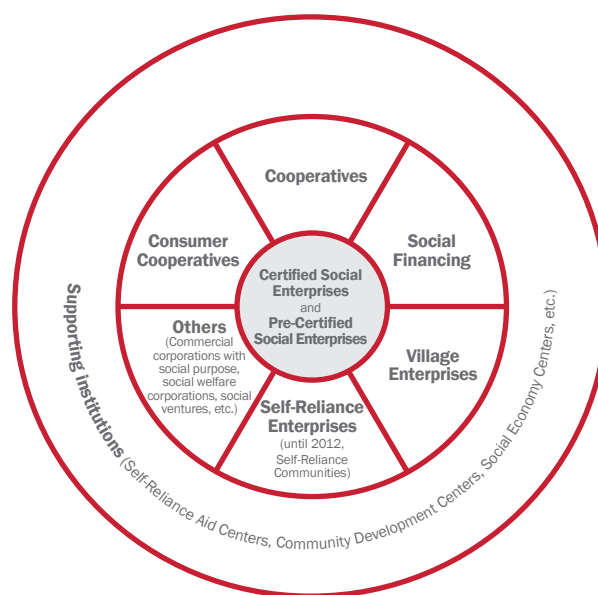 Cooperatives
Consumer
Cooperatives
Social
Financing
Certified Social
Enterprises
and
Pre-Certified
Social Enterprises
Others
(Commercial
corporations with
social purpose,
social welfare
corporations, social
ventures, etc.)
Village
Enterprises
Self-Reliance
Enterprises
(until 2012,
Self-Reliance
Communities)
Supporting institutions (Self-Reliance Aid Centers, Community Development Centers, Social Economy Centers, etc.)